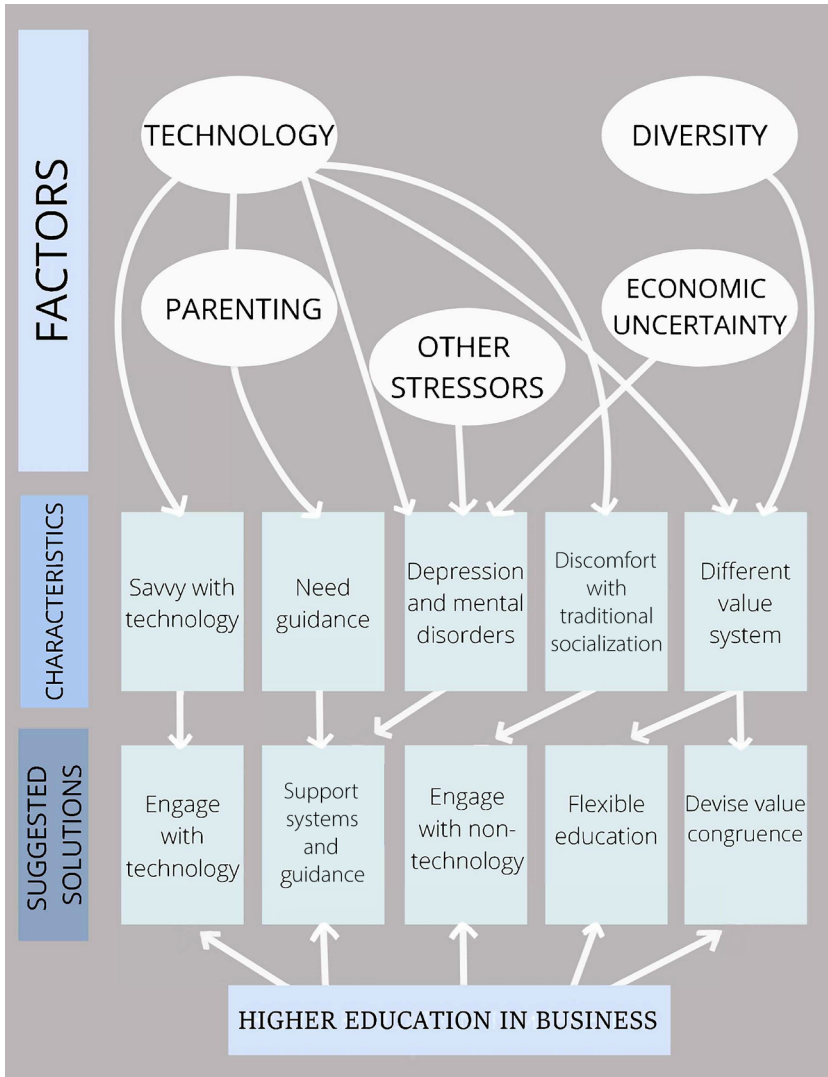 FACTORS
TECHNOLOGY
DIVERSITY
PARENTING
ECONOMIC
UNCERTAINTY
OTHER
STRESSORS
CHARACTERISTICS
Savvy with
technology
Need
guidance
Depression
and mental
disorders
Discomfort
with
traditional
socialization
Different
value
system
SUGGESTED
SOLUTIONS
Engage
with
technology
Support
systems
and
guidance
Engage
with non-
technology
Flexible
education
Devise value
congruence
HIGHER EDUCATION IN BUSINESS